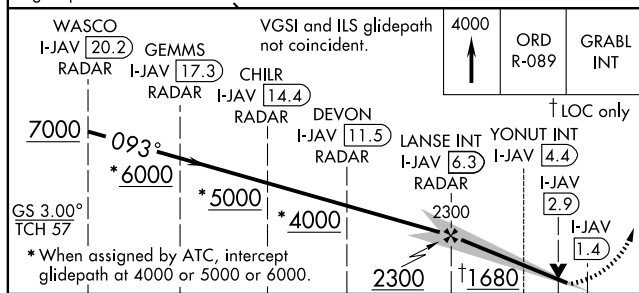 WASCO
I-JAV 20.2
RADAR
GEMMS
I-JAV 17.3
RADAR
CHILR
I-JAV 14.4
RADAR
DEVON
I-JAV 11.5
RADAR
LANSE INT
I-JAV 6.3
RADAR
YONUT INT
I-JAV 4.4
I-JAV
2.9
I-JAV
1.4
VGSI and ILS glidepath
not coincident.
4000
ORD
R-089
GRABL
INT
† LOC only
7000
093°
*6000
*5000
*4000
2300
2300
†1680
GS 3.00°
TCH 57
* When assigned by ATC, intercept
glidepath at 4000 or 5000 or 6000.